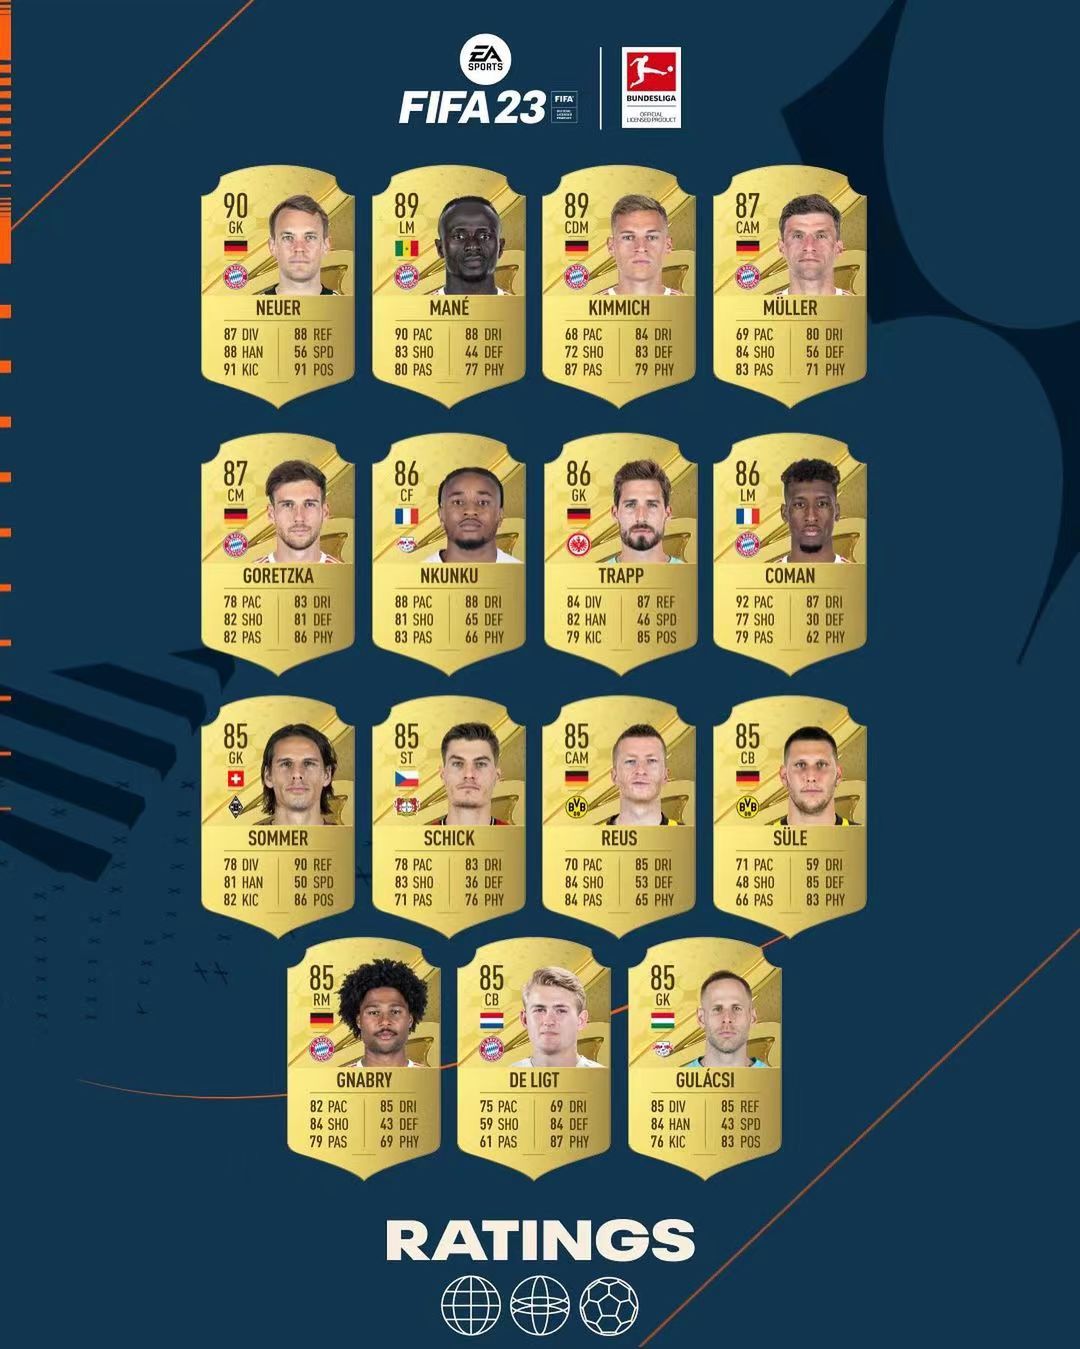 EA
SPORTS
FIFA 23
FIFA
BUNDESLIGA
OFFICIAL
LICENSED PRODUCT
90
GK
NEUER
87 DIV 88 REF
88 HAN 56 SPD
91 KIC 91 POS
89
LM
MANÉ
90 PAC 88 DRI
83 SHO 44 DEF
80 PAS 77 PHY
89
CDM
KIMMICH
68 PAC 84 DRI
72 SHO 83 DEF
87 PAS 79 PHY
87
CAM
MÜLLER
69 PAC 80 DRI
84 SHO 56 DEF
83 PAS 71 PHY
87
CM
GORETZKA
78 PAC 83 DRI
82 SHO 81 DEF
82 PAS 86 PHY
86
CF
NKUNKU
88 PAC 88 DRI
81 SHO 65 DEF
83 PAS 66 PHY
86
GK
TRAPP
84 DIV 87 REF
82 HAN 46 SPD
79 KIC 85 POS
86
LM
COMAN
92 PAC 87 DRI
77 SHO 30 DEF
79 PAS 62 PHY
85
GK
SOMMER
78 DIV 90 REF
81 HAN 50 SPD
82 KIC 86 POS
85
ST
SCHICK
78 PAC 83 DRI
83 SHO 36 DEF
71 PAS 76 PHY
85
CAM
BVB
09
REUS
70 PAC 85 DRI
84 SHO 53 DEF
84 PAS 65 PHY
85
CB
BVB
09
SÜLE
71 PAC 59 DRI
48 SHO 85 DEF
66 PAS 83 PHY
85
RM
GNABRY
82 PAC 85 DRI
84 SHO 43 DEF
79 PAS 69 PHY
85
CB
DE LIGT
75 PAC 69 DRI
59 SHO 84 DEF
61 PAS 87 PHY
85
GK
GULÁCSI
85 DIV 85 REF
84 HAN 43 SPD
76 KIC 83 POS
RATINGS